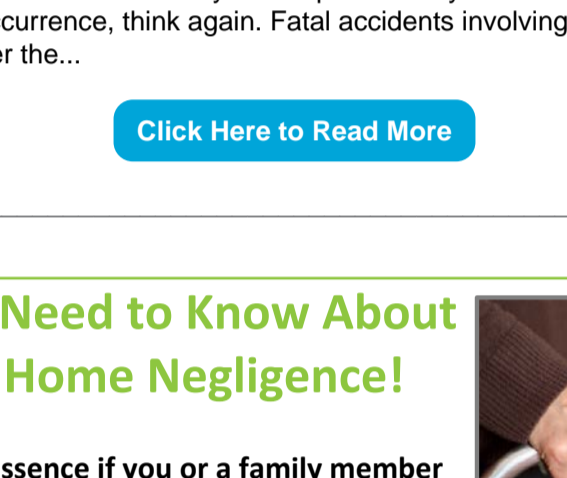 currence, think again. Fatal accidents involving
er the...
Click Here to Read More
Need to Know About
Home Negligence!
ssence if you or a family member